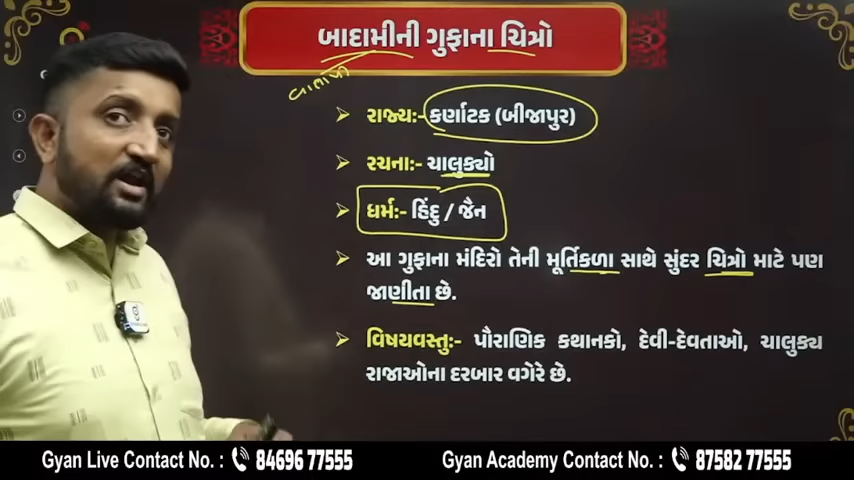 બાદામીની ગુફાના ચિત્રો
વાતાપી
રાજ્ય:- કર્ણાટક (બીજાપુર)
રચના:- ચાલુક્યો
ધર્મ:- હિંદુ / જૈન
આ ગુફાના મંદિરો તેની મૂર્તિકળા સાથે સુંદર ચિત્રો માટે પણ
જાણીતા છે.
વિષયવસ્તુ:- પૌરાણિક કથાનકો, દેવી-દેવતાઓ, ચાલુક્ય
રાજાઓના દરબાર વગેરે છે.
Gyan Live Contact No. : 84696 77555
Gyan Academy Contact No. : 87582 77555